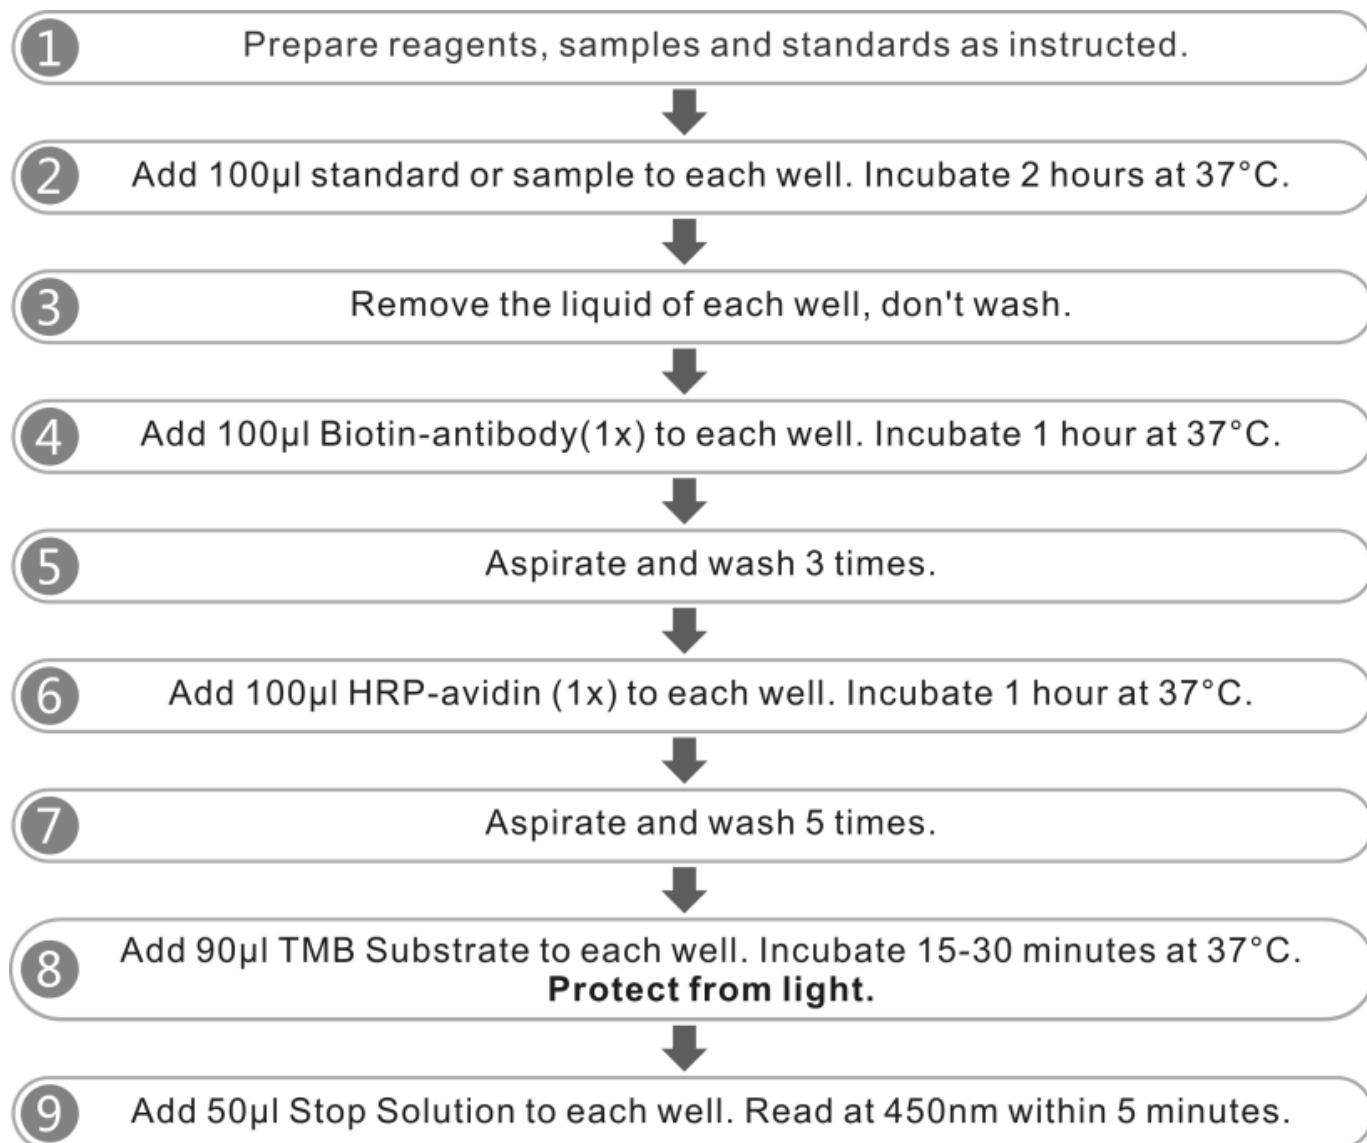 1 Prepare reagents, samples and standards as instructed.
2 Add 100µl standard or sample to each well. Incubate 2 hours at 37°C.
3 Remove the liquid of each well, don't wash.
4 Add 100µl Biotin-antibody(1x) to each well. Incubate 1 hour at 37°C.
5 Aspirate and wash 3 times.
6 Add 100µl HRP-avidin (1x) to each well. Incubate 1 hour at 37°C.
7 Aspirate and wash 5 times.
8 Add 90µl TMB Substrate to each well. Incubate 15-30 minutes at 37°C.
Protect from light.
9 Add 50µl Stop Solution to each well. Read at 450nm within 5 minutes.